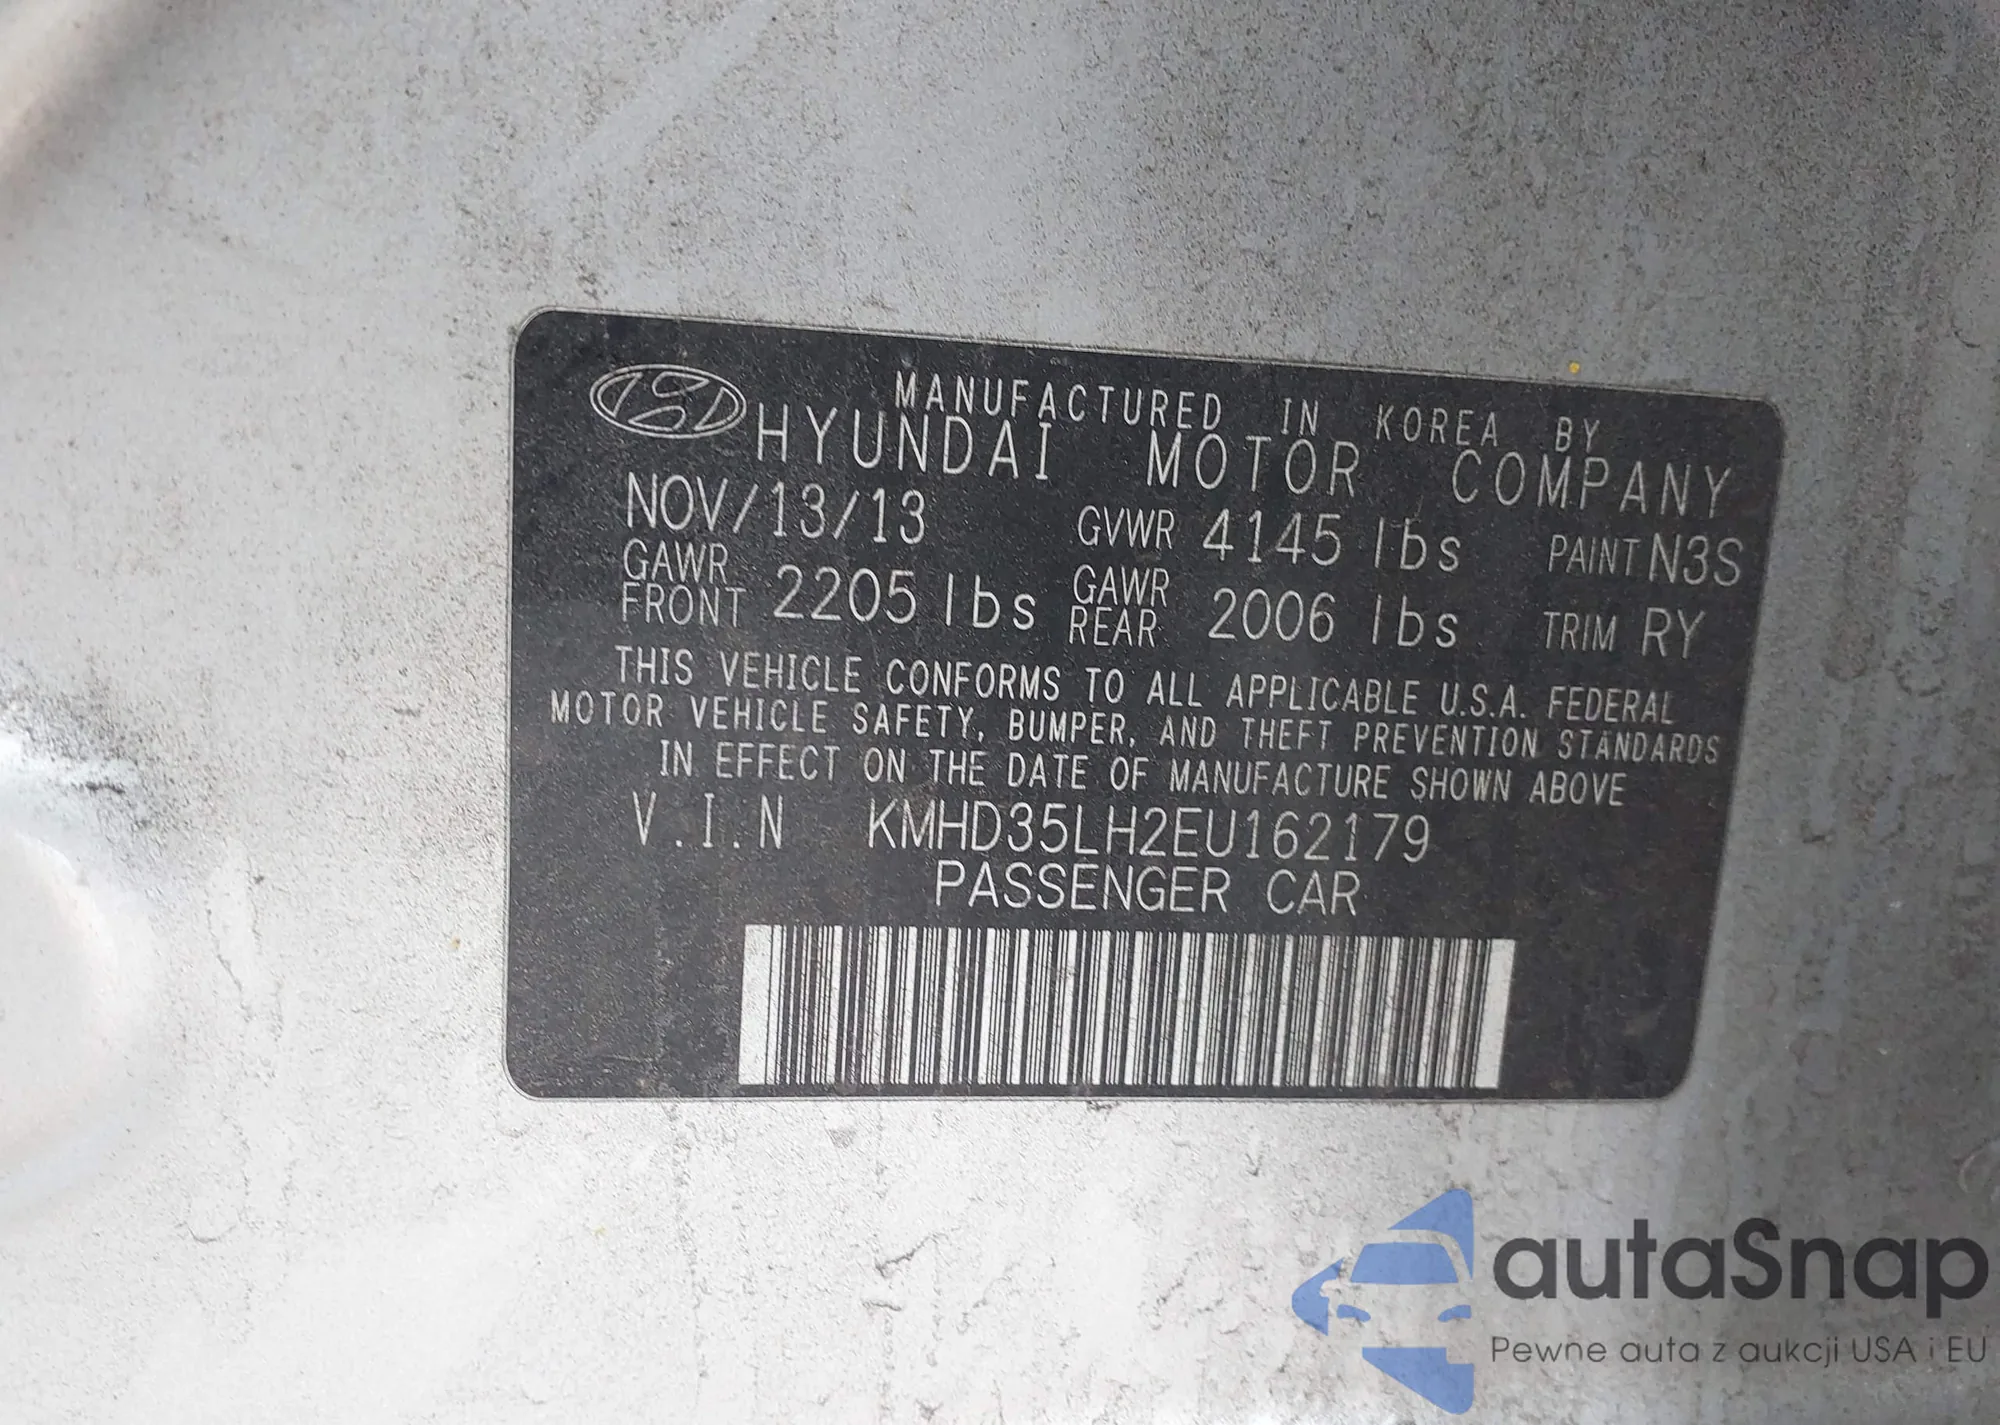 MANUFACTURED IN KOREA BY
HYUNDAI MOTOR COMPANY
NOV/13/13 GVWR 4145 lbs PAINT N3S
GAWR FRONT 2205 lbs GAWR REAR 2006 lbs TRIM RY
THIS VEHICLE CONFORMS TO ALL APPLICABLE U.S.A. FEDERAL
MOTOR VEHICLE SAFETY, BUMPER, AND THEFT PREVENTION STANDARDS
IN EFFECT ON THE DATE OF MANUFACTURE SHOWN ABOVE
V.I.N KMHD35LH2EU162179
PASSENGER CAR
autaSnap
Pewne auta z aukcji USA i EU